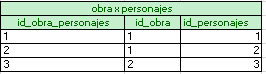 obra x personajes
id_obra_personajes id_obra id_personajes
1 1 1
2 1 2
3 2 3